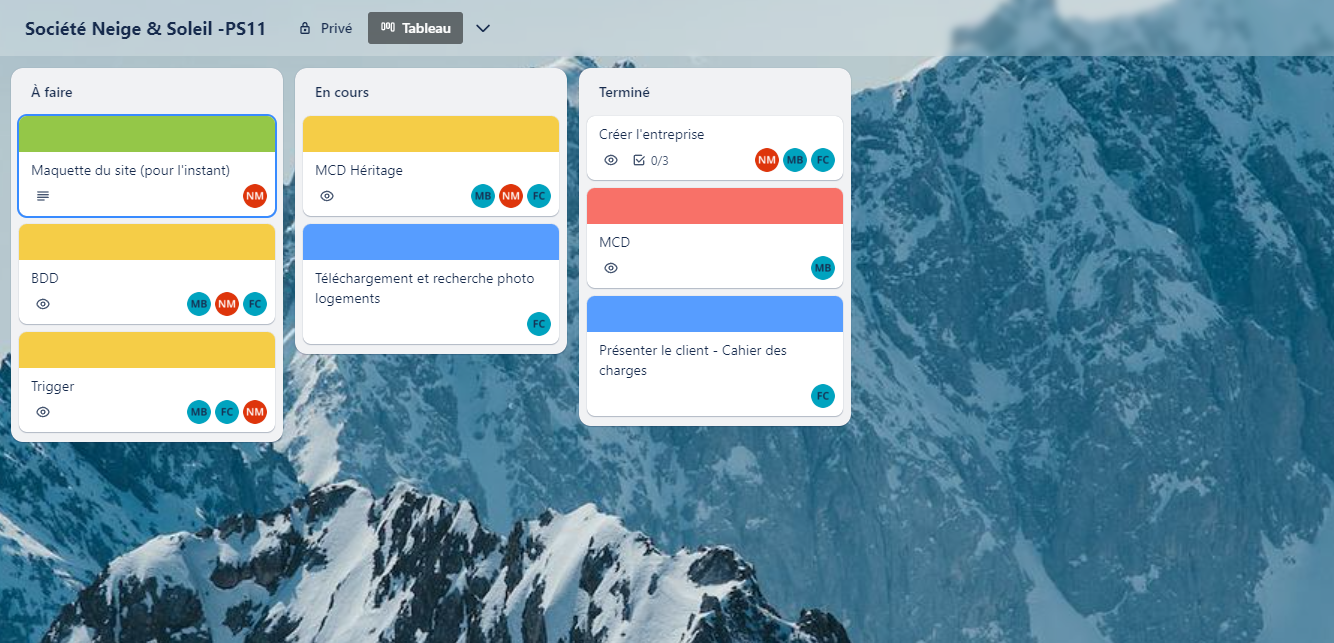 Société Neige & Soleil -PS11 Privé Tableau
À faire
Maquette du site (pour l'instant)
NM
BDD
MB NM FC
Trigger
MB FC NM
En cours
MCD Héritage
MB NM FC
Téléchargement et recherche photo
logements
FC
Terminé
Créer l'entreprise
0/3 NM MB FC
MCD
MB
Présenter le client - Cahier des
charges
FC